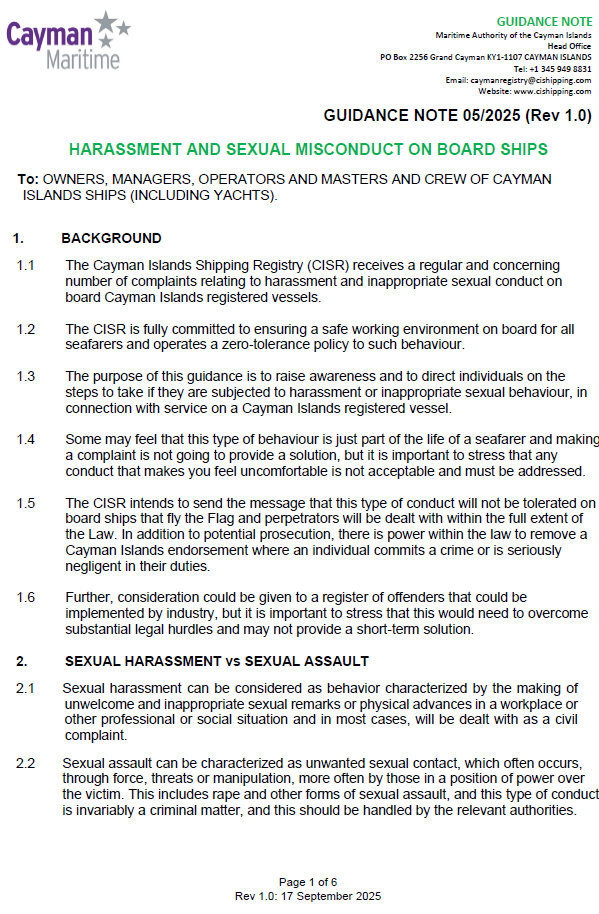 Cayman
Maritime
GUIDANCE NOTE
Maritime Authority of the Cayman Islands
Head Office
PO Box 2256 Grand Cayman KY1-1107 CAYMAN ISLANDS
Tel: +1 345 949 8831
Email: caymanregistry@cishipping.com
Website: www.cishipping.com
GUIDANCE NOTE 05/2025 (Rev 1.0)
HARASSMENT AND SEXUAL MISCONDUCT ON BOARD SHIPS
To: OWNERS, MANAGERS, OPERATORS AND MASTERS AND CREW OF CAYMAN
ISLANDS SHIPS (INCLUDING YACHTS).
1. BACKGROUND
1.1 The Cayman Islands Shipping Registry (CISR) receives a regular and concerning
number of complaints relating to harassment and inappropriate sexual conduct on
board Cayman Islands registered vessels.
1.2 The CISR is fully committed to ensuring a safe working environment on board for all
seafarers and operates a zero-tolerance policy to such behaviour.
1.3 The purpose of this guidance is to raise awareness and to direct individuals on the
steps to take if they are subjected to harassment or inappropriate sexual behaviour, in
connection with service on a Cayman Islands registered vessel.
1.4 Some may feel that this type of behaviour is just part of the life of a seafarer and making
a complaint is not going to provide a solution, but it is important to stress that any
conduct that makes you feel uncomfortable is not acceptable and must be addressed.
1.5 The CISR intends to send the message that this type of conduct will not be tolerated on
board ships that fly the Flag and perpetrators will be dealt with within the full extent of
the Law. In addition to potential prosecution, there is power within the law to remove a
Cayman Islands endorsement where an individual commits a crime or is seriously
negligent in their duties.
1.6 Further, consideration could be given to a register of offenders that could be
implemented by industry, but it is important to stress that this would need to overcome
substantial legal hurdles and may not provide a short-term solution.
2. SEXUAL HARASSMENT vs SEXUAL ASSAULT
2.1 Sexual harassment can be considered as behavior characterized by the making of
unwelcome and inappropriate sexual remarks or physical advances in a workplace or
other professional or social situation and in most cases, will be dealt with as a civil
complaint.
2.2 Sexual assault can be characterized as unwanted sexual contact, which often occurs,
through force, threats or manipulation, more often by those in a position of power over
the victim. This includes rape and other forms of sexual assault, and this type of conduct
is invariably a criminal matter, and this should be handled by the relevant authorities.
Page 1 of 6
Rev 1.0: 17 September 2025